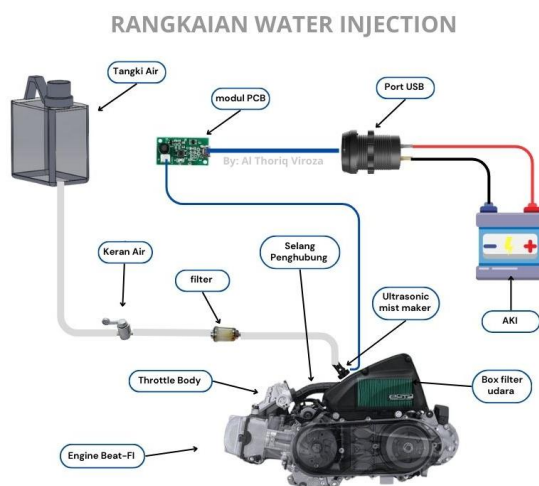 RANGKAIAN WATER INJECTION
Tangki Air
modul PCB
Port USB
By: Al Thoriq Viroza
Keran Air
filter
Selang
Penghubung
Ultrasonic
mist maker
AKI
Throttle Body
Box filter
udara
Engine Beat-FI